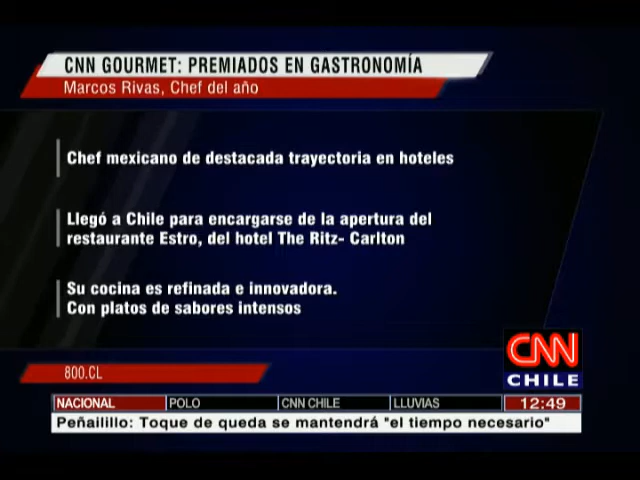 CNN GOURMET: PREMIADOS EN GASTRONOMÍA
Marcos Rivas, Chef del año
Chef mexicano de destacada trayectoria en hoteles
Llegó a Chile para encargarse de la apertura del
restaurante Estro, del hotel The Ritz- Carlton
Su cocina es refinada e innovadora.
Con platos de sabores intensos
800.CL
CNN
CHILE
NACIONAL POLO CNN CHILE LLUVIAS 12:49
Peñailillo: Toque de queda se mantendrá "el tiempo necesario"